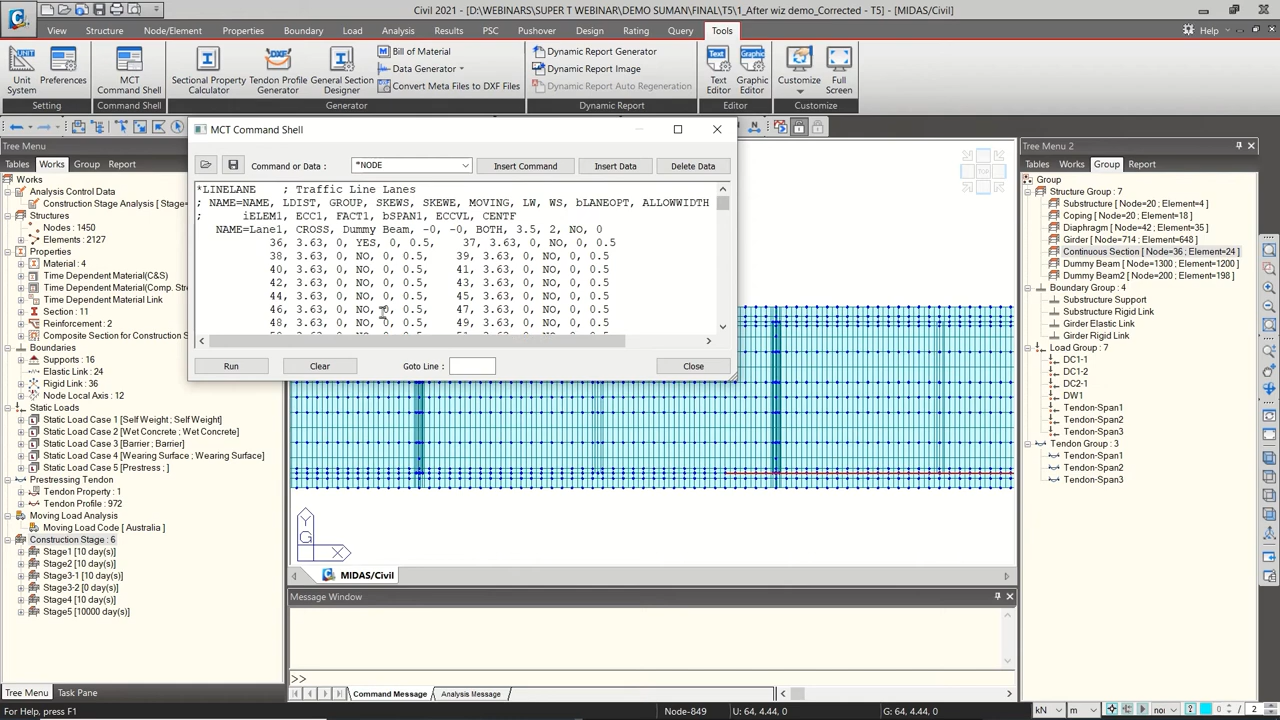 Civil 2021 - [D:\WEBINARS\SUPER T WEBINAR\DEMO SUMAN\FINAL\T5\1_After wiz demo_Corrected - T5] - [MIDAS/Civil]
View Structure Node/Element Properties Boundary Load Analysis Results PSC Pushover Design Rating Query Tools Help
Unit System
Preferences
MCT Command Shell
Sectional Property Calculator
Tendon Profile Generator
General Section Designer
Bill of Material
Data Generator
Convert Meta Files to DXF Files
Dynamic Report Generator
Dynamic Report Image
Dynamic Report Auto Regeneration
Text Editor
Graphic Editor
Customize
Full Screen
Setting Command Shell Generator Dynamic Report Editor Customize
Tree Menu
Tables Works Group Report
Works
Analysis Control Data
Construction Stage Analysis [
Structures
Nodes : 1450
Elements : 2127
Properties
Material : 4
Time Dependent Material(C&S)
Time Dependent Material(Comp. Stre
Time Dependent Material Link
Section : 11
Reinforcement : 2
Composite Section for Constructio
Boundaries
Supports : 16
Elastic Link : 24
Rigid Link : 36
Node Local Axis : 12
Static Loads
Static Load Case 1 [Self Weight ; Self Weight]
Static Load Case 2 [Wet Concrete ; Wet Concrete]
Static Load Case 3 [Barrier ; Barrier]
Static Load Case 4 [Wearing Surface ; Wearing Surface]
Static Load Case 5 [Prestress ; ]
Prestressing Tendon
Tendon Property : 1
Tendon Profile : 972
Moving Load Analysis
Moving Load Code [ Australia ]
Construction Stage : 6
Stage1 [10 day(s)]
Stage2 [10 day(s)]
Stage3-1 [10 day(s)]
Stage3-2 [0 day(s)]
Stage4 [10 day(s)]
Stage5 [10000 day(s)]
Tree Menu Task Pane
MCT Command Shell
Command or Data : *NODE Insert Command Insert Data Delete Data
*LINELANE ; Traffic Line Lanes
; NAME=NAME, LDIST, GROUP, SKEWS, SKEWE, MOVING, LW, WS, bLANEOPT, ALLOWWIDTH
; iELEM1, ECC1, FACT1, bSPAN1, ECCVL, CENTF
NAME=Lane1, CROSS, Dummy Beam, -0, -0, BOTH, 3.5, 2, NO, 0
36, 3.63, 0, YES, 0, 0.5, 37, 3.63, 0, NO, 0, 0.5
38, 3.63, 0, NO, 0, 0.5, 39, 3.63, 0, NO, 0, 0.5
40, 3.63, 0, NO, 0, 0.5, 41, 3.63, 0, NO, 0, 0.5
42, 3.63, 0, NO, 0, 0.5, 43, 3.63, 0, NO, 0, 0.5
44, 3.63, 0, NO, 0, 0.5, 45, 3.63, 0, NO, 0, 0.5
46, 3.63, 0, NO, 0, 0.5, 47, 3.63, 0, NO, 0, 0.5
48, 3.63, 0, NO, 0, 0.5, 49, 3.63, 0, NO, 0, 0.5
Run Clear Goto Line : Close
TOP
Y
G
X
MIDAS/Civil
Message Window
>>
Command Message Analysis Message
Tree Menu 2
Tables Works Group Report
Group
Structure Group : 7
Substructure [ Node=20 ; Element=4 ]
Coping [ Node=20 ; Element=12 ]
Diaphragm [ Node=42 ; Element=35 ]
Girder [ Node=714 ; Element=648 ]
Continuous Section [ Node=36 ; Element=24 ]
Dummy Beam [ Node=1300 ; Element=1206 ]
Dummy Beam2 [ Node=200 ; Element=198 ]
Boundary Group : 4
Substructure Support
Substructure Rigid Link
Girder Elastic Link
Girder Rigid Link
Load Group : 7
DC1-1
DC1-2
DC2-1
DW1
Tendon-Span1
Tendon-Span2
Tendon-Span3
Tendon Group : 3
Tendon-Span1
Tendon-Span2
Tendon-Span3
For Help, press F1 Node-849 U: 64, 4.44, 0 G: 64, 4.44, 0 kN m 2